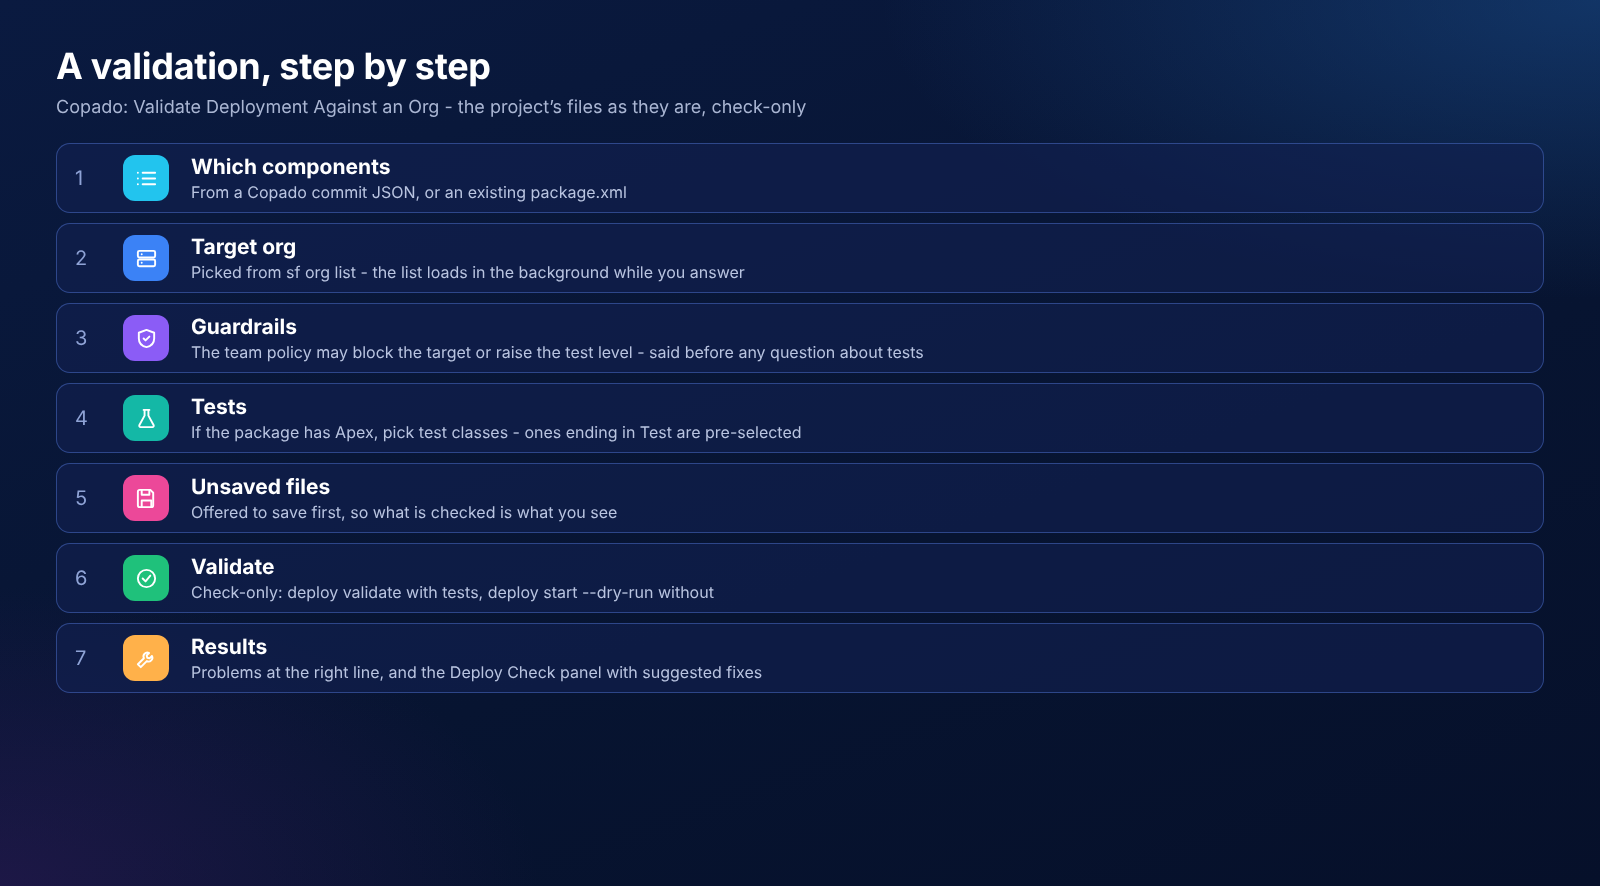 A validation, step by step
Copado: Validate Deployment Against an Org - the project’s files as they are, check-only
1
Which components
From a Copado commit JSON, or an existing package.xml
2
Target org
Picked from sf org list - the list loads in the background while you answer
3
Guardrails
The team policy may block the target or raise the test level - said before any question about tests
4
Tests
If the package has Apex, pick test classes - ones ending in Test are pre-selected
5
Unsaved files
Offered to save first, so what is checked is what you see
6
Validate
Check-only: deploy validate with tests, deploy start --dry-run without
7
Results
Problems at the right line, and the Deploy Check panel with suggested fixes